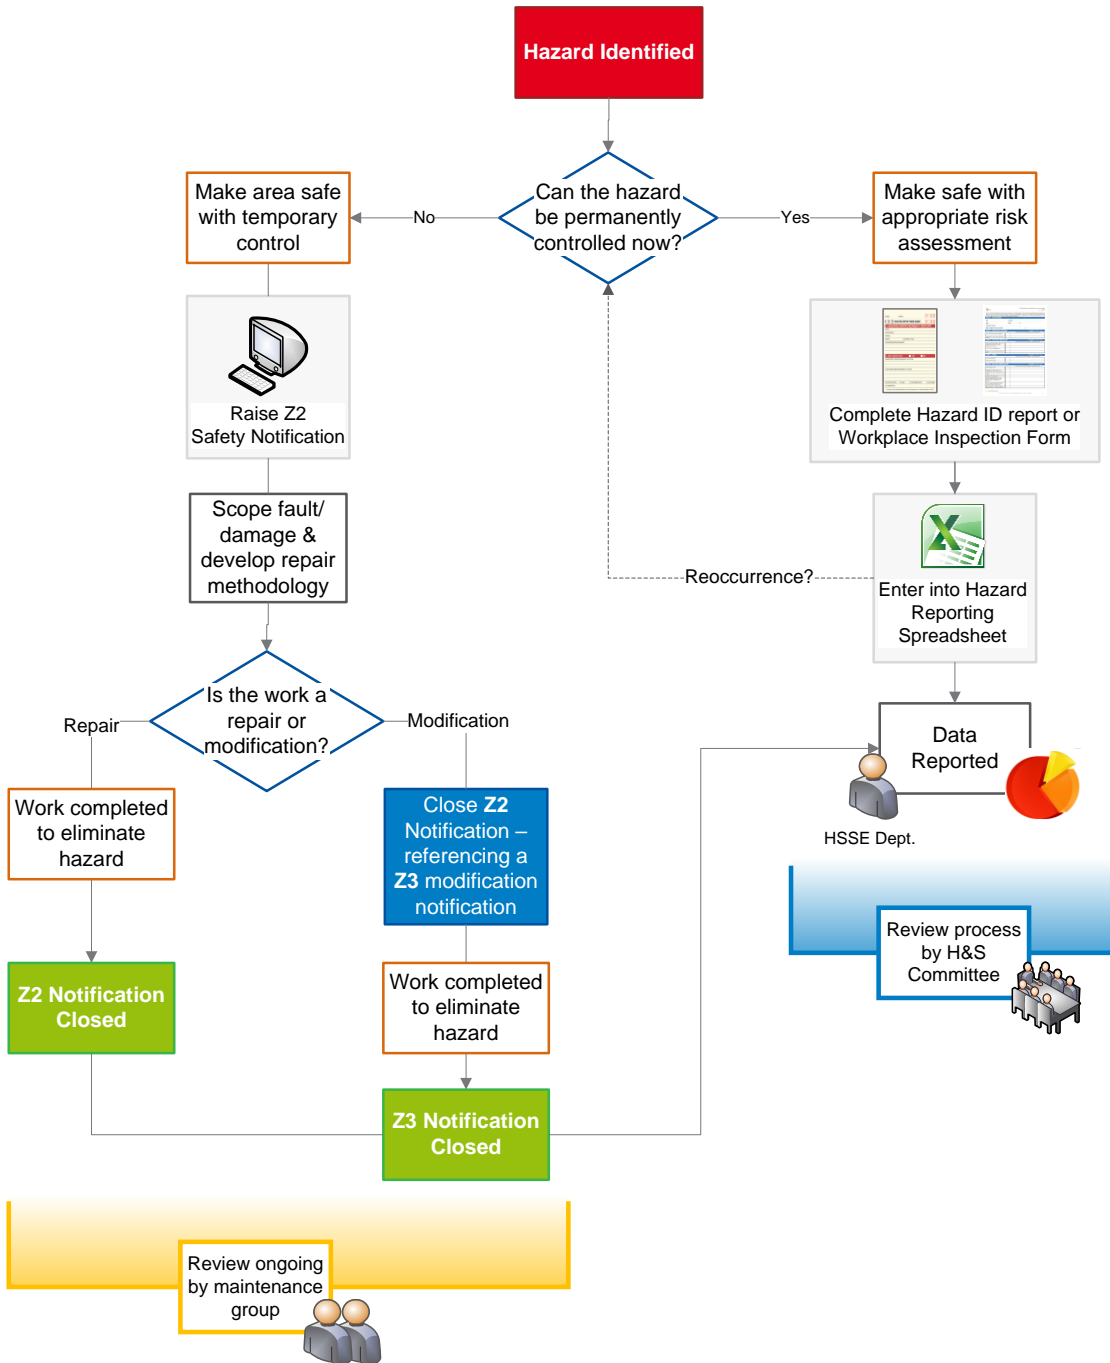 Hazard Identified
Make area safe
with temporary
control
No
Can the hazard
be permanently
controlled now?
Yes
Make safe with
appropriate risk
assessment
Raise Z2
Safety Notification
Complete Hazard ID report or
Workplace Inspection Form
Scope fault/
damage &
develop repair
methodology
Reoccurrence?
Enter into Hazard
Reporting
Spreadsheet
Is the work a
repair or
modification?
Repair
Modification
Data
Reported
HSSE Dept.
Work completed
to eliminate
hazard
Close Z2
Notification –
referencing a
Z3 modification
notification
Review process
by H&S
Committee
Z2 Notification
Closed
Work completed
to eliminate
hazard
Z3 Notification
Closed
Review ongoing
by maintenance
group